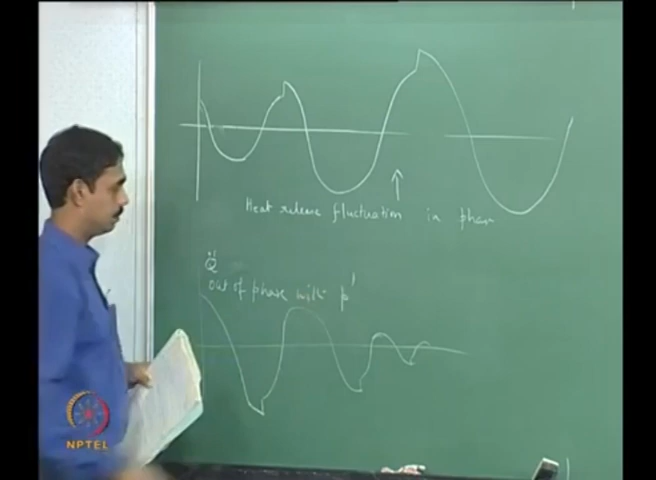 Heat release fluctuation in phase
Q̇'
out of phase with p'
NPTEL